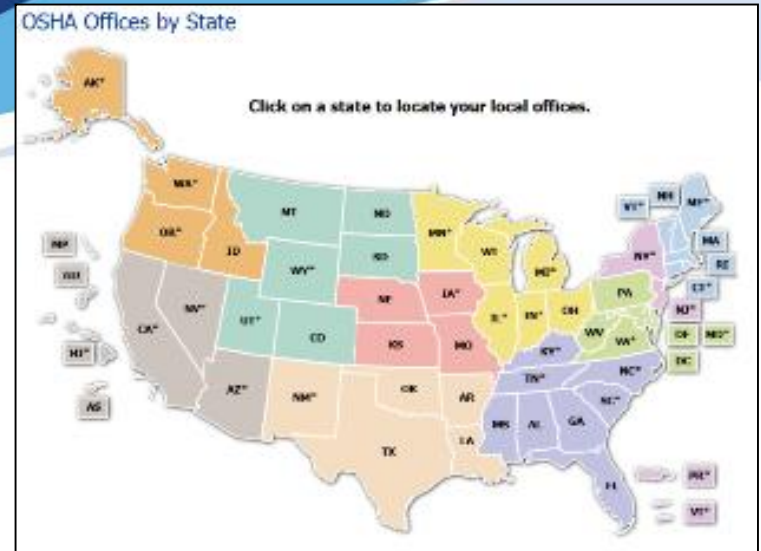 OSHA Offices by State
Click on a state to locate your local offices.
AK*
WA*
OR*
ID
MT
ND
SD
WY*
UT*
CO
NE
KS
IA*
MO
MN*
WI
MI*
IL*
IN*
OH
CA*
NV*
AZ*
NM*
TX
OK
AR
LA
KY*
TN*
NC*
SC*
MS
AL
GA
FL
WV
VA*
PA
NY*
VT*
NH
ME*
MA
RI
CT*
NJ*
DE
MD*
DC
MP
GU
HI*
AS
PR*
VI*